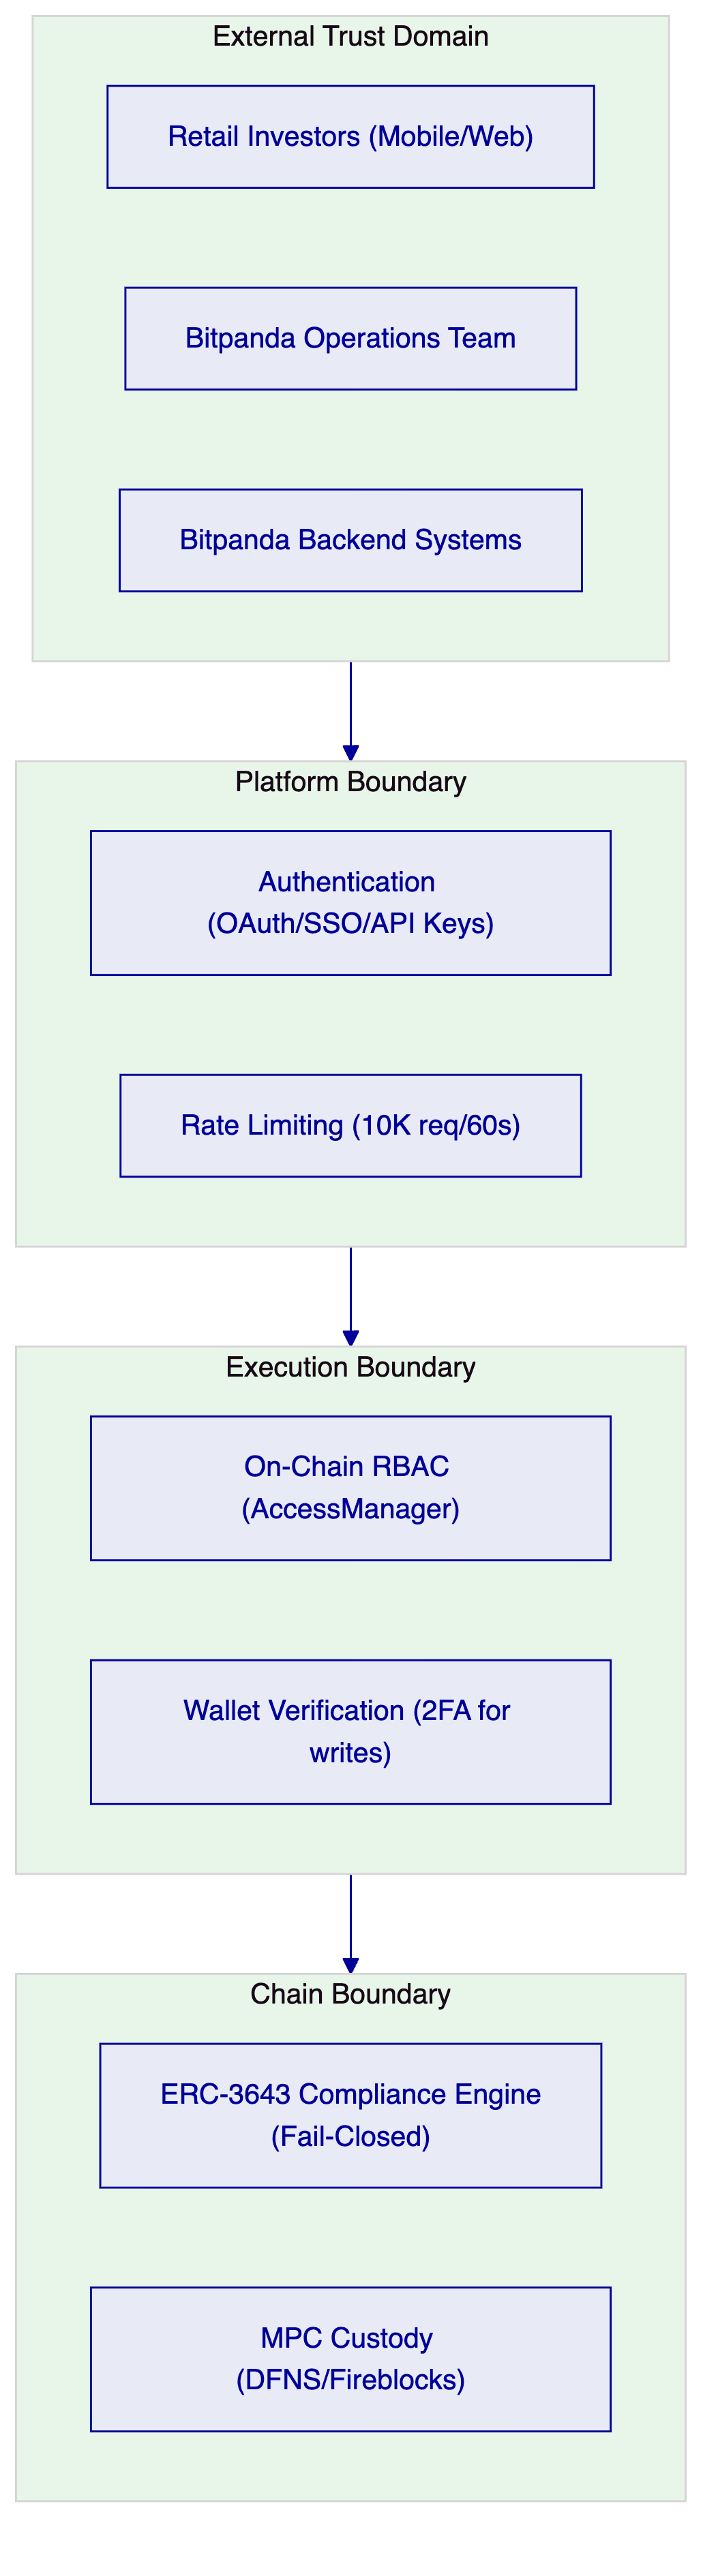 External Trust Domain
Retail Investors (Mobile/Web)
Bitpanda Operations Team
Bitpanda Backend Systems
Platform Boundary
Authentication
(OAuth/SSO/API Keys)
Rate Limiting (10K req/60s)
Execution Boundary
On-Chain RBAC
(AccessManager)
Wallet Verification (2FA for
writes)
Chain Boundary
ERC-3643 Compliance Engine
(Fail-Closed)
MPC Custody
(DFNS/Fireblocks)